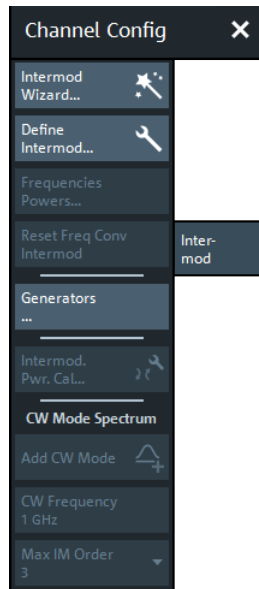 Channel Config
Intermod
Wizard...
Define
Intermod...
Frequencies
Powers...
Reset Freq Conv
Intermod
Inter-
mod
Generators
...
Intermod.
Pwr. Cal...
CW Mode Spectrum
Add CW Mode
CW Frequency
1 GHz
Max IM Order
3